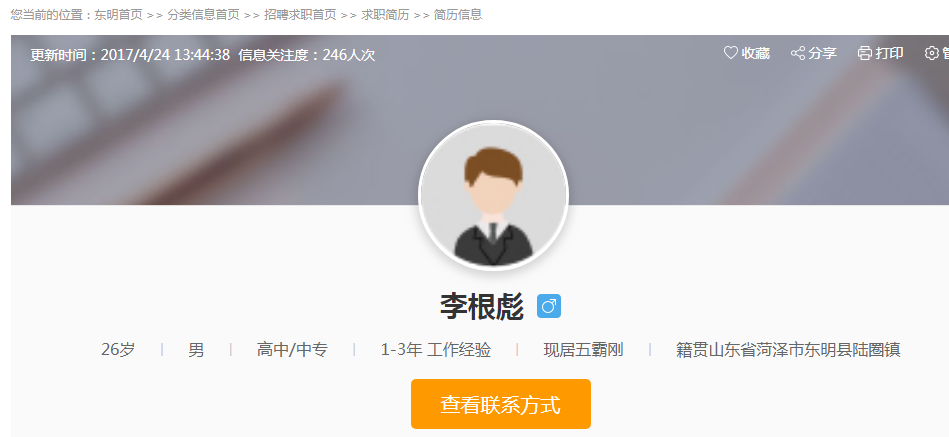 您当前的位置：东明首页 >> 分类信息首页 >> 招聘求职首页 >> 求职简历 >> 简历信息
更新时间：2017/4/24 13:44:38 信息关注度：246人次 收藏 分享 打印
李根彪
26岁 | 男 | 高中/中专 | 1-3年 工作经验 | 现居五霸刚 | 籍贯山东省菏泽市东明县陆圈镇
查看联系方式